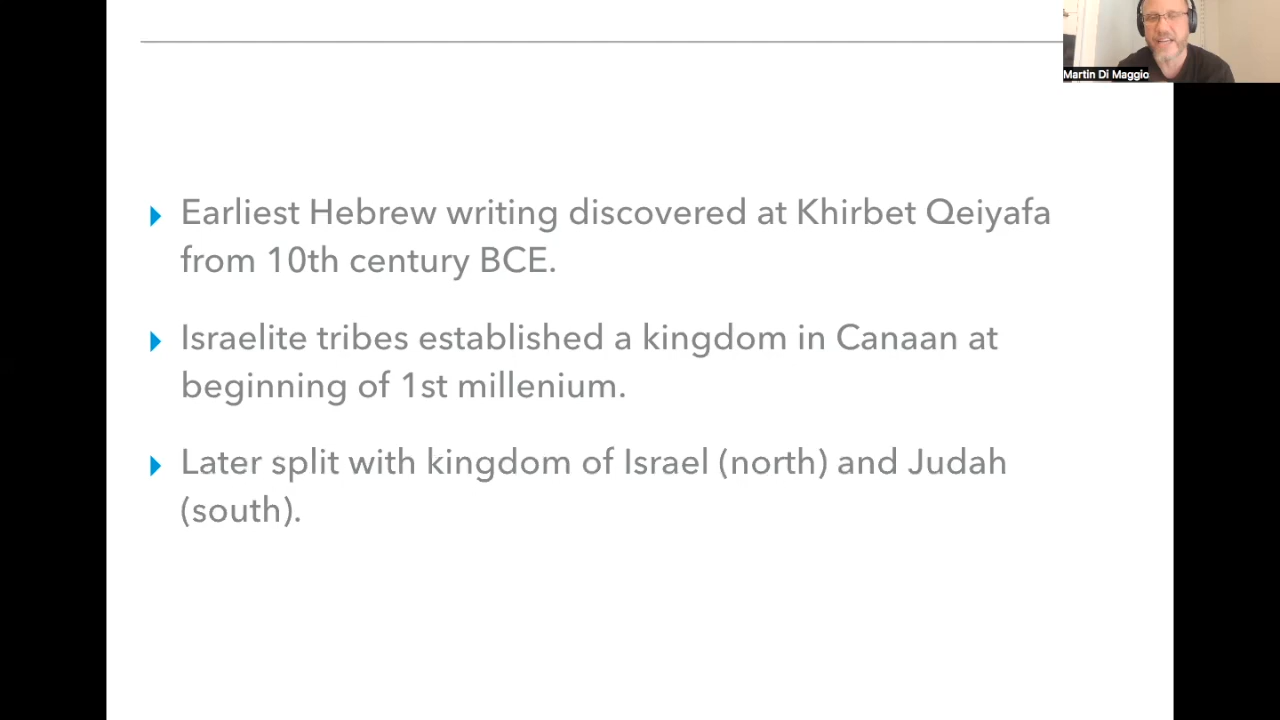 Martin Di Maggio
Earliest Hebrew writing discovered at Khirbet Qeiyafa
from 10th century BCE.
Israelite tribes established a kingdom in Canaan at
beginning of 1st millenium.
Later split with kingdom of Israel (north) and Judah
(south).